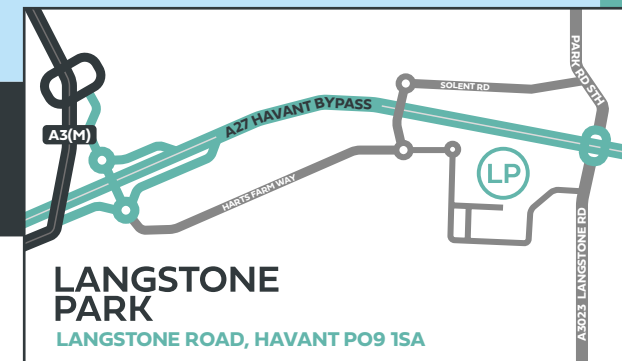 PARK RD STH
SOLENT RD
A27 HAVANT BYPASS
A3(M)
LP
HARTS FARM WAY
A3023 LANGSTONE RD
LANGSTONE
PARK
LANGSTONE ROAD, HAVANT PO9 1SA